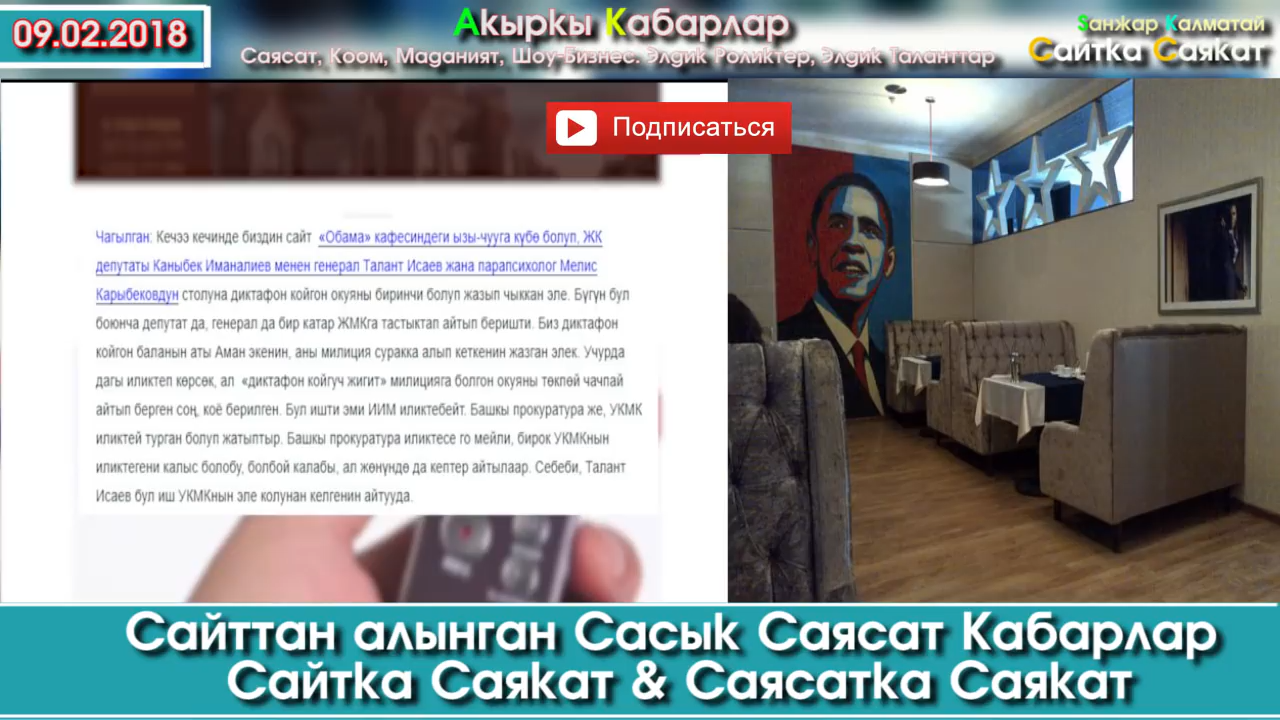 09.02.2018
Акыркы Кабарлар
Саясат, Коом, Маданият, Шоу-Бизнес. Элдик Роликтер, Элдик Таланттар
Санжар Калматай
Сайтка Саякат
Подписаться
Чагылган: Кечээ кечинде биздин сайт «Обама» кафесиндеги ызы-чууга күбө болуп, ЖК
депутаты Каныбек Иманалиев менен генерал Талант Исаев жана парапсихолог Мелис
Карыбековдун столуна диктафон койгон окуяны биринчи болуп жазып чыккан эле. Бүгүн бул
боюнча депутат да, генерал да бир катар ЖМКга тастыктап айтып беришти. Биз диктафон
койгон баланын аты Аман экенин, аны милиция суракка алып кеткенин жазган элек. Учурда
дагы иликтеп көрсөк, ал «диктафон койгуч жигит» милицияга болгон окуяны төкпөй чачпай
айтып берген соң, коё берилген. Бул ишти эми ИИМ иликтебейт. Башкы прокуратура же, УКМК
иликтей турган болуп жатыптыр. Башкы прокуратура иликтесе го мейли, бирок УКМКнын
иликтегени калыс болобу, болбой калабы, ал жөнүндө да кептер айтылаар. Себеби, Талант
Исаев бул иш УКМКнын эле колунан келгенин айтууда.
Сайттан алынган Сасык Саясат Кабарлар
Сайтка Саякат & Саясатка Саякат